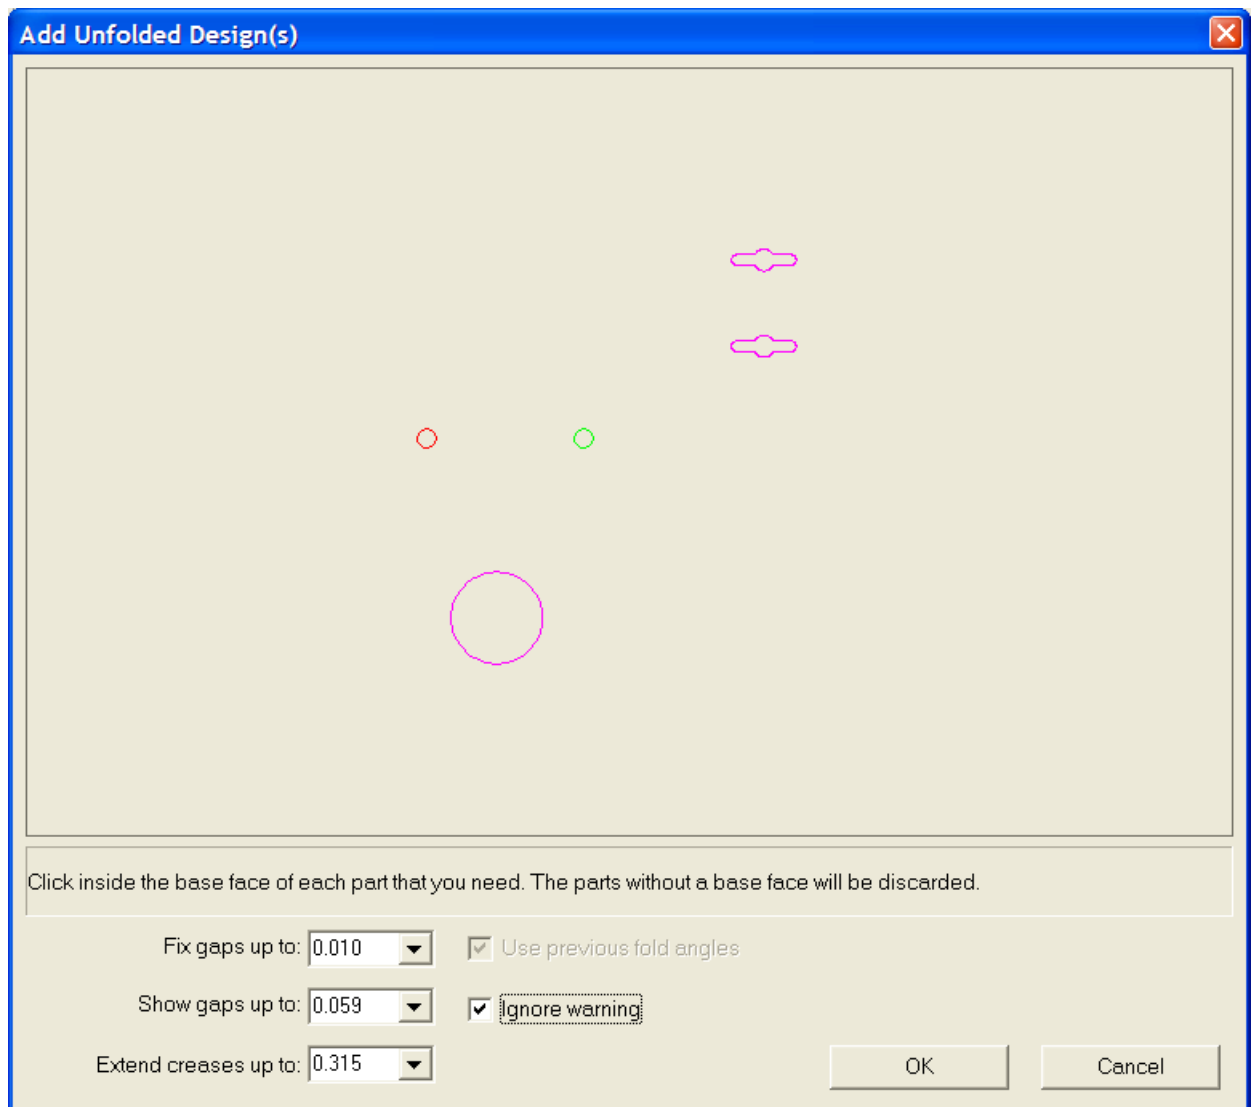 Add Unfolded Design(s)
Click inside the base face of each part that you need. The parts without a base face will be discarded.
Fix gaps up to: 0.010 Use previous fold angles
Show gaps up to: 0.059 Ignore warning
Extend creases up to: 0.315 OK Cancel